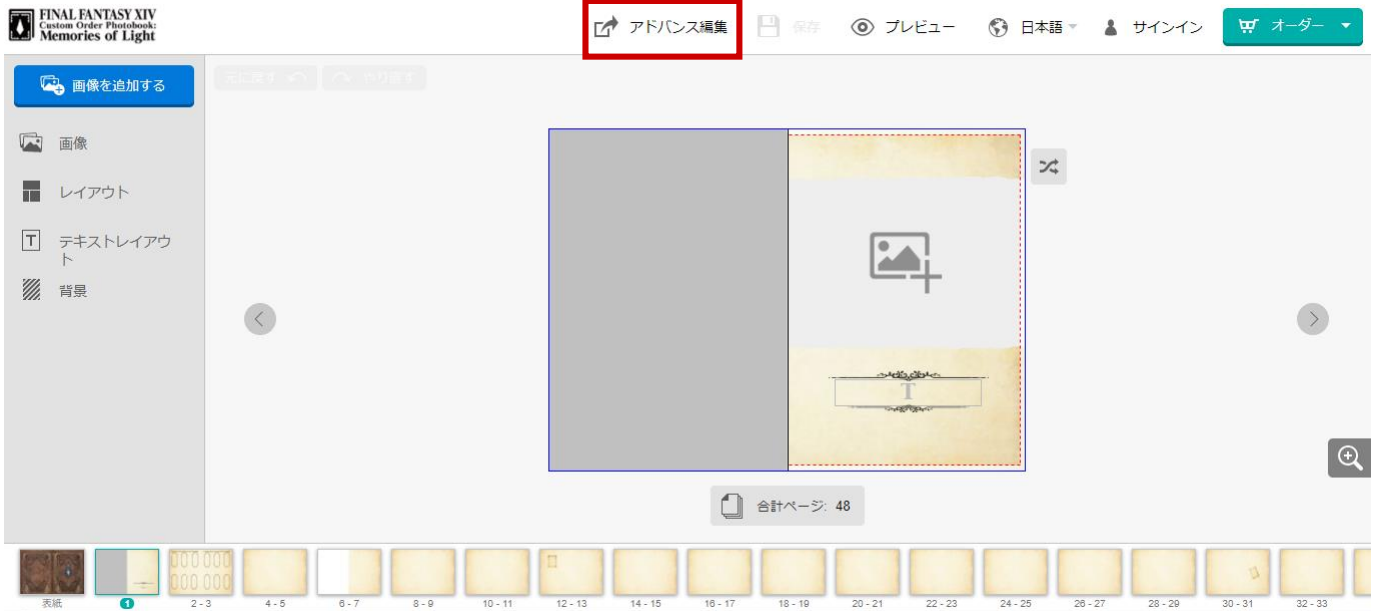 FINAL FANTASY XIV
Custom Order Photobook:
Memories of Light
アドバンス編集
保存
プレビュー
日本語
サインイン
オーダー
画像を追加する
元に戻す
やり直す
画像
レイアウト
テキストレイアウ
ト
背景
T
合計ページ: 48
表紙
1
2 - 3
4 - 5
6 - 7
8 - 9
10 - 11
12 - 13
14 - 15
16 - 17
18 - 19
20 - 21
22 - 23
24 - 25
26 - 27
28 - 29
30 - 31
32 - 33